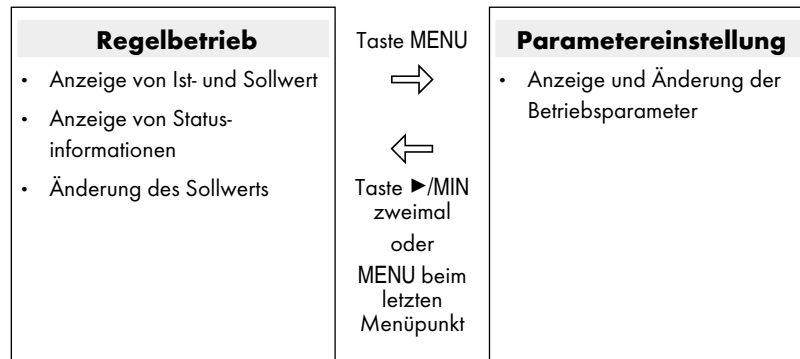 Regelbetrieb
• Anzeige von Ist- und Sollwert
• Anzeige von Status-
informationen
• Änderung des Sollwerts
Taste MENU
Taste ►/MIN
zweimal
oder
MENU beim
letzten
Menüpunkt
Parametereinstellung
• Anzeige und Änderung der
Betriebsparameter